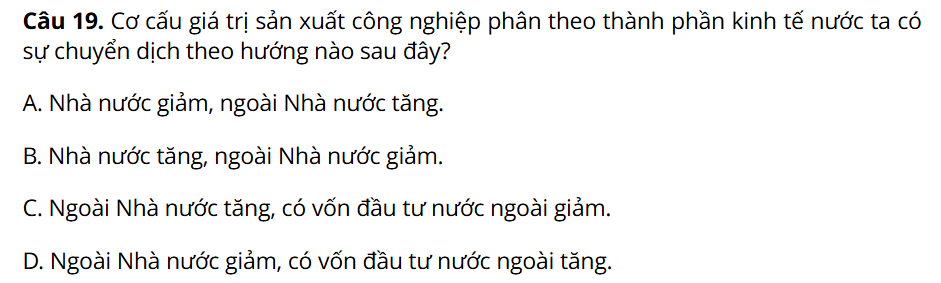 Câu 19. Cơ cấu giá trị sản xuất công nghiệp phân theo thành phần kinh tế nước ta có
sự chuyển dịch theo hướng nào sau đây?
A. Nhà nước giảm, ngoài Nhà nước tăng.
B. Nhà nước tăng, ngoài Nhà nước giảm.
C. Ngoài Nhà nước tăng, có vốn đầu tư nước ngoài giảm.
D. Ngoài Nhà nước giảm, có vốn đầu tư nước ngoài tăng.